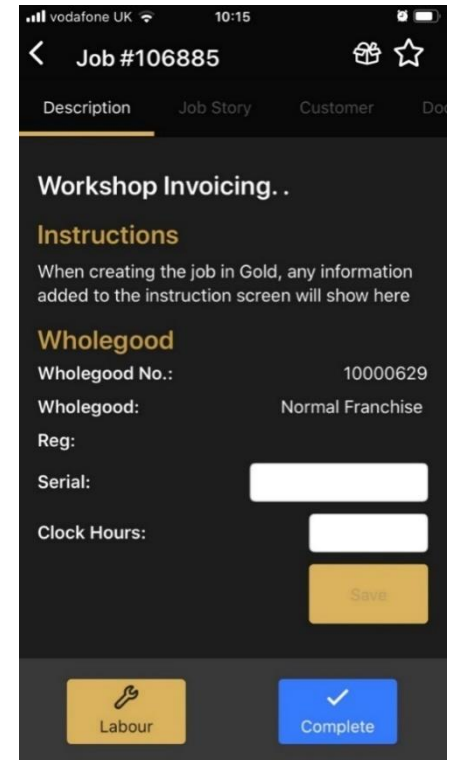 vodafone UK 10:15
Job #106885
Description Job Story Customer Doc
Workshop Invoicing. .
Instructions
When creating the job in Gold, any information
added to the instruction screen will show here
Wholegood
Wholegood No.: 10000629
Wholegood: Normal Franchise
Reg:
Serial:
Clock Hours:
Save
Labour Complete